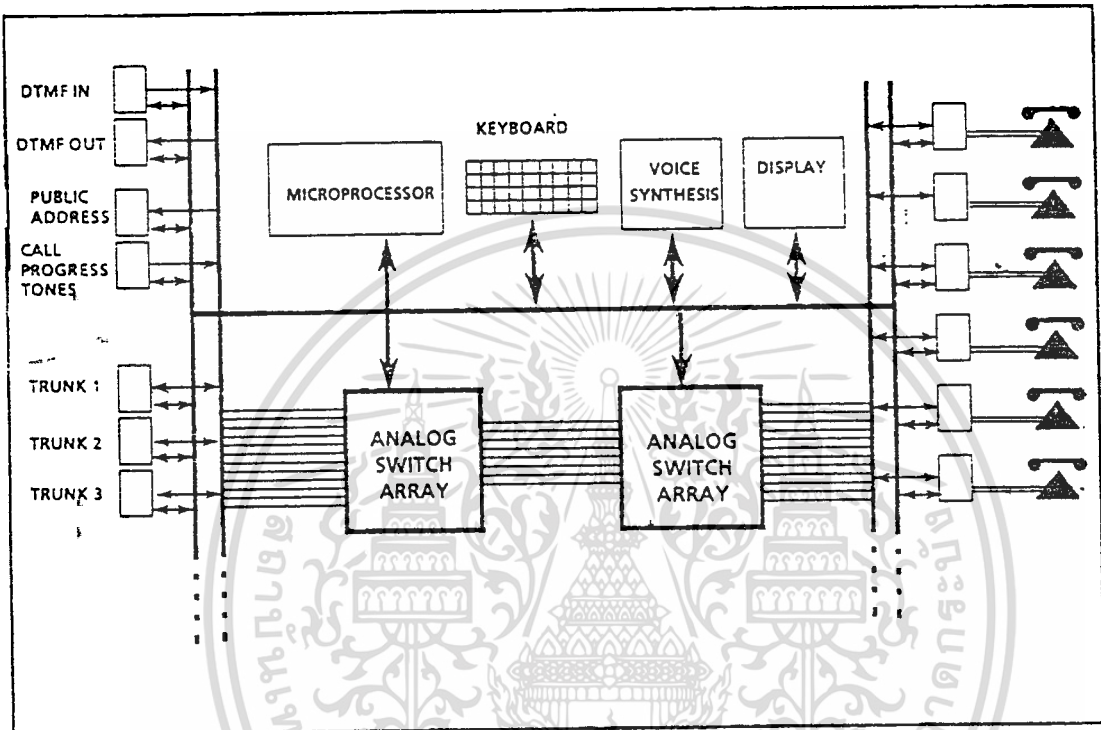 DTMF IN
DTMF OUT
PUBLIC
ADDRESS
CALL
PROGRESS
TONES
TRUNK 1
TRUNK 2
TRUNK 3
MICROPROCESSOR
KEYBOARD
VOICE
SYNTHESIS
DISPLAY
ANALOG
SWITCH
ARRAY
ANALOG
SWITCH
ARRAY